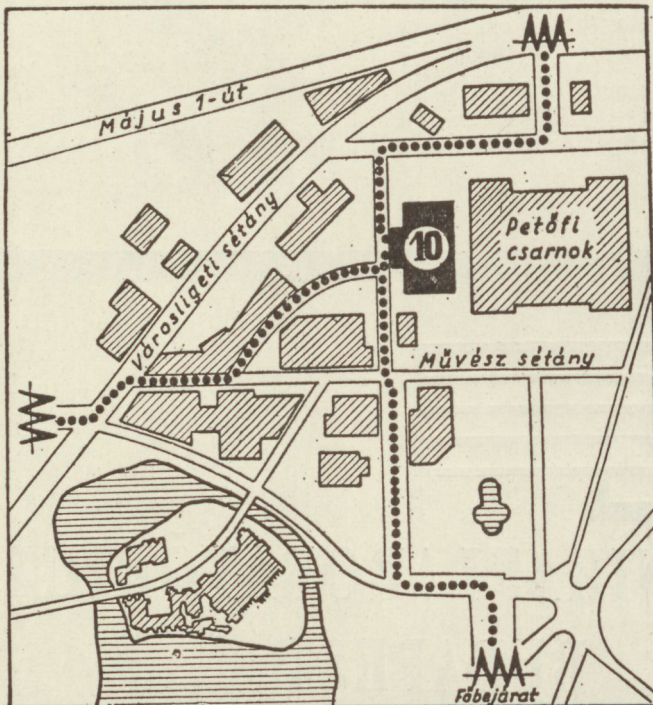 Május 1-út
Városligeti sétány
10
Petőfi
csarnok
Művész sétány
Főbejárat